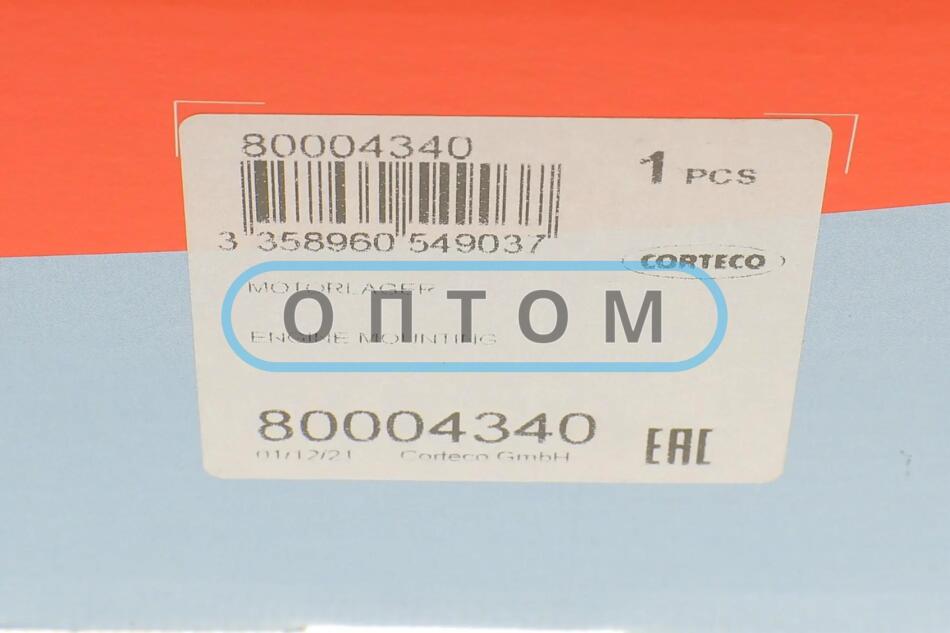 80004340
1 PCS
3 358960 549037
CORTECO
MOTORLAGER
ОПТОМ
ENGINE MOUNTING
80004340
01/12/21 Corteco GmbH
EAC